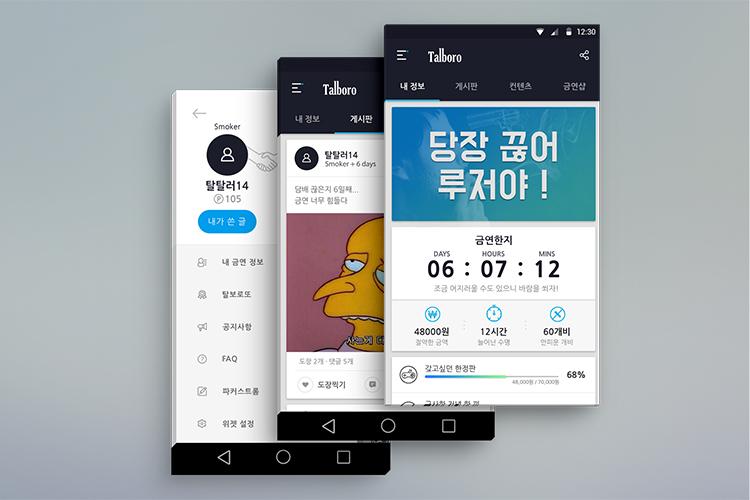 Smoker
탈탈러14
Ⓟ 105
내가 쓴 글
내 금연 정보
탈보로또
공지사항
FAQ
파커스트롬
위젯 설정
Talboro
내 정보
게시판
탈탈러14
Smoker + 6 days
담배 끊은지 6일째...
금연 너무 힘들다
사는게 다
도장 2개 · 댓글 5개
도장찍기
12:30
Talboro
내 정보 게시판 컨텐츠 금연샵
당장 끊어
루저야 !
금연한지
DAYS HOURS MINS
06 : 07 : 12
조금 어지러울 수도 있으니 바람을 쐬자!
48000원 12시간 60개비
절약한 금액 늘어난 수명 안피운 개비
갖고싶던 한정판
68%
48,000원 / 70,000원